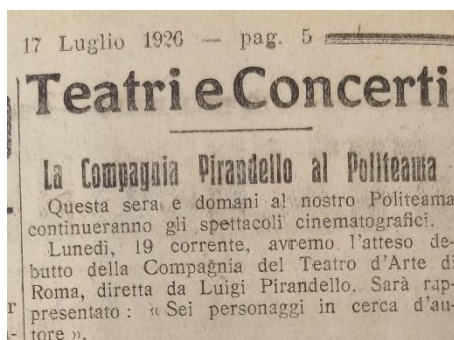 17 Luglio 1926 — pag. 5
Teatri e Concerti
La Compagnia Pirandello al Politeama
Questa sera e domani al nostro Politeama
continueranno gli spettacoli cinematografici.
Lunedì, 19 corrente, avremo l'atteso de-
butto della Compagnia del Teatro d'Arte di
Roma, diretta da Luigi Pirandello. Sarà rap-
presentato: « Sei personaggi in cerca d'au-
tore ».